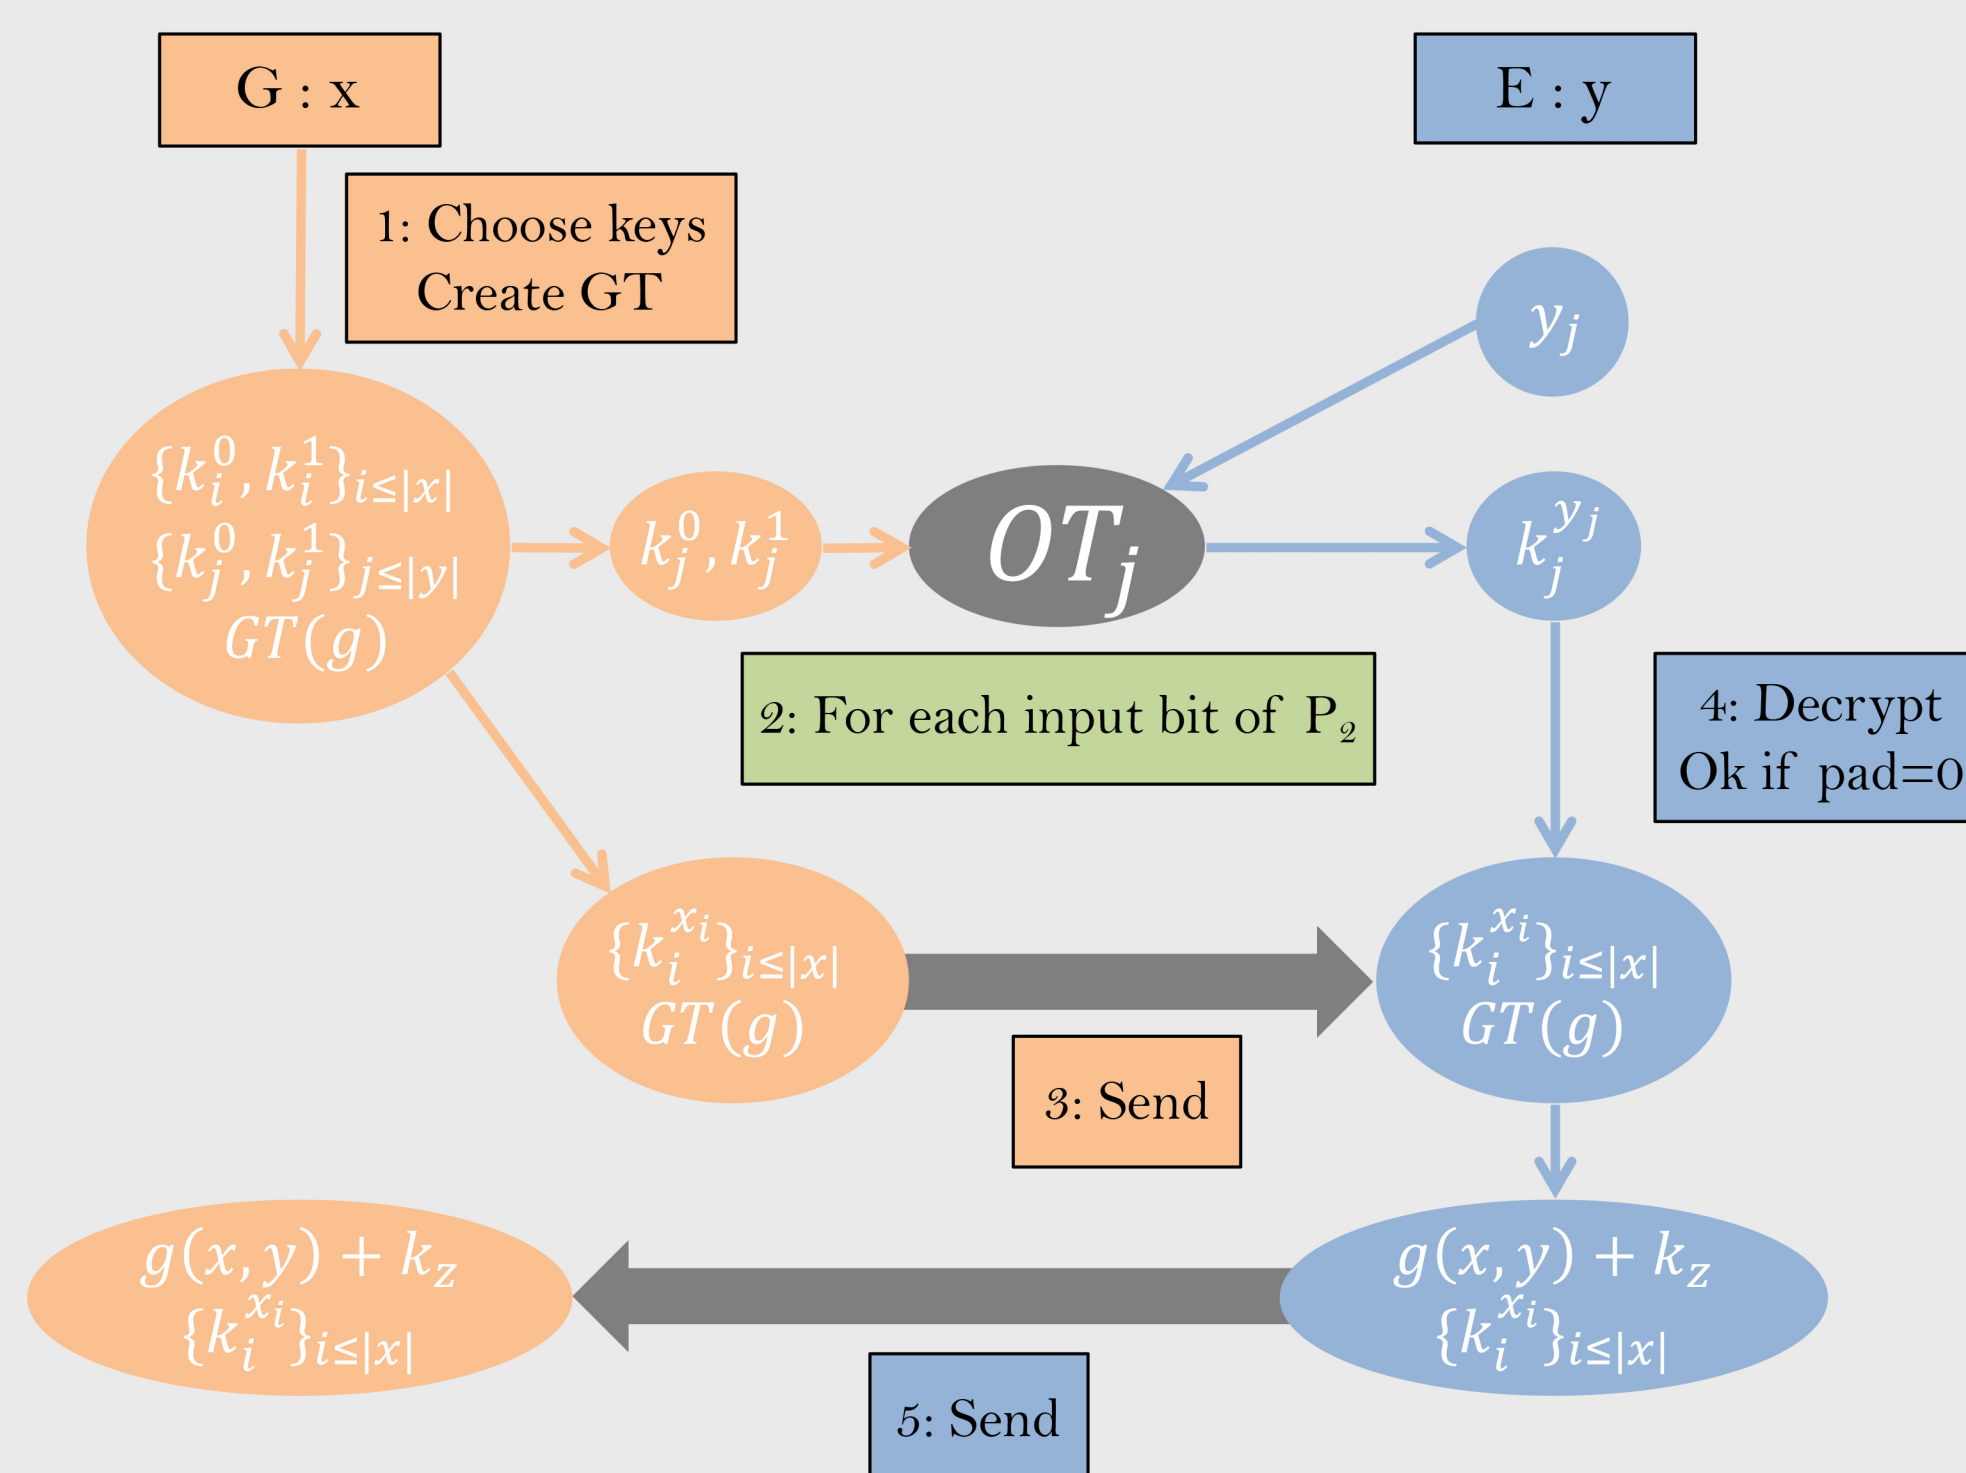 G : x
E : y
1: Choose keys
Create GT
y_j
{k_i^0, k_i^1}_{i≤|x|}
{k_j^0, k_j^1}_{j≤|y|}
GT(g)
k_j^0, k_j^1
OT_j
k_j^{y_j}
2: For each input bit of P_2
4: Decrypt
Ok if pad=0
{k_i^{x_i}}_{i≤|x|}
GT(g)
{k_i^{x_i}}_{i≤|x|}
GT(g)
3: Send
g(x,y) + k_z
{k_i^{x_i}}_{i≤|x|}
g(x,y) + k_z
{k_i^{x_i}}_{i≤|x|}
5: Send